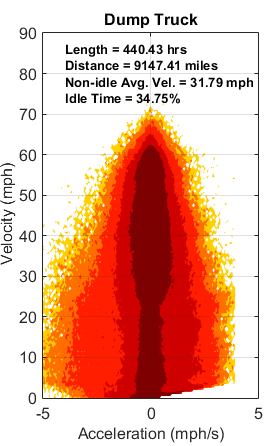 Dump Truck
90
Length = 440.43 hrs
80
Distance = 9147.41 miles
Non-idle Avg. Vel. = 31.79 mph
Idle Time = 34.75%
70
60
50
Velocity (mph)
40
30
20
10
0
-5 0 5
Acceleration (mph/s)